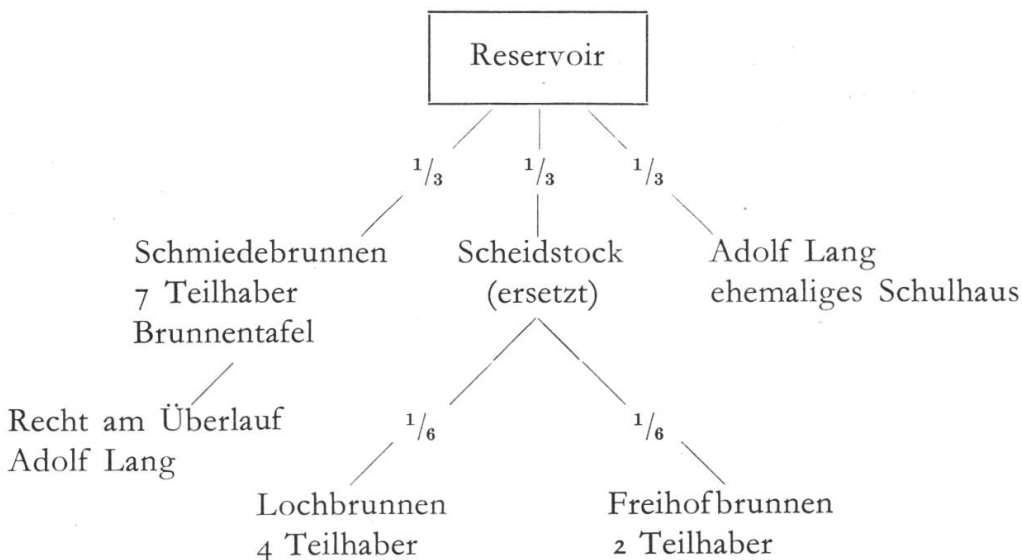 Reservoir
1/3 1/3 1/3
Schmiedebrunnen
7 Teilhaber
Brunnentafel
Scheidstock
(ersetzt)
Adolf Lang
ehemaliges Schulhaus
Recht am Überlauf
Adolf Lang
1/6 1/6
Lochbrunnen
4 Teilhaber
Freihofbrunnen
2 Teilhaber